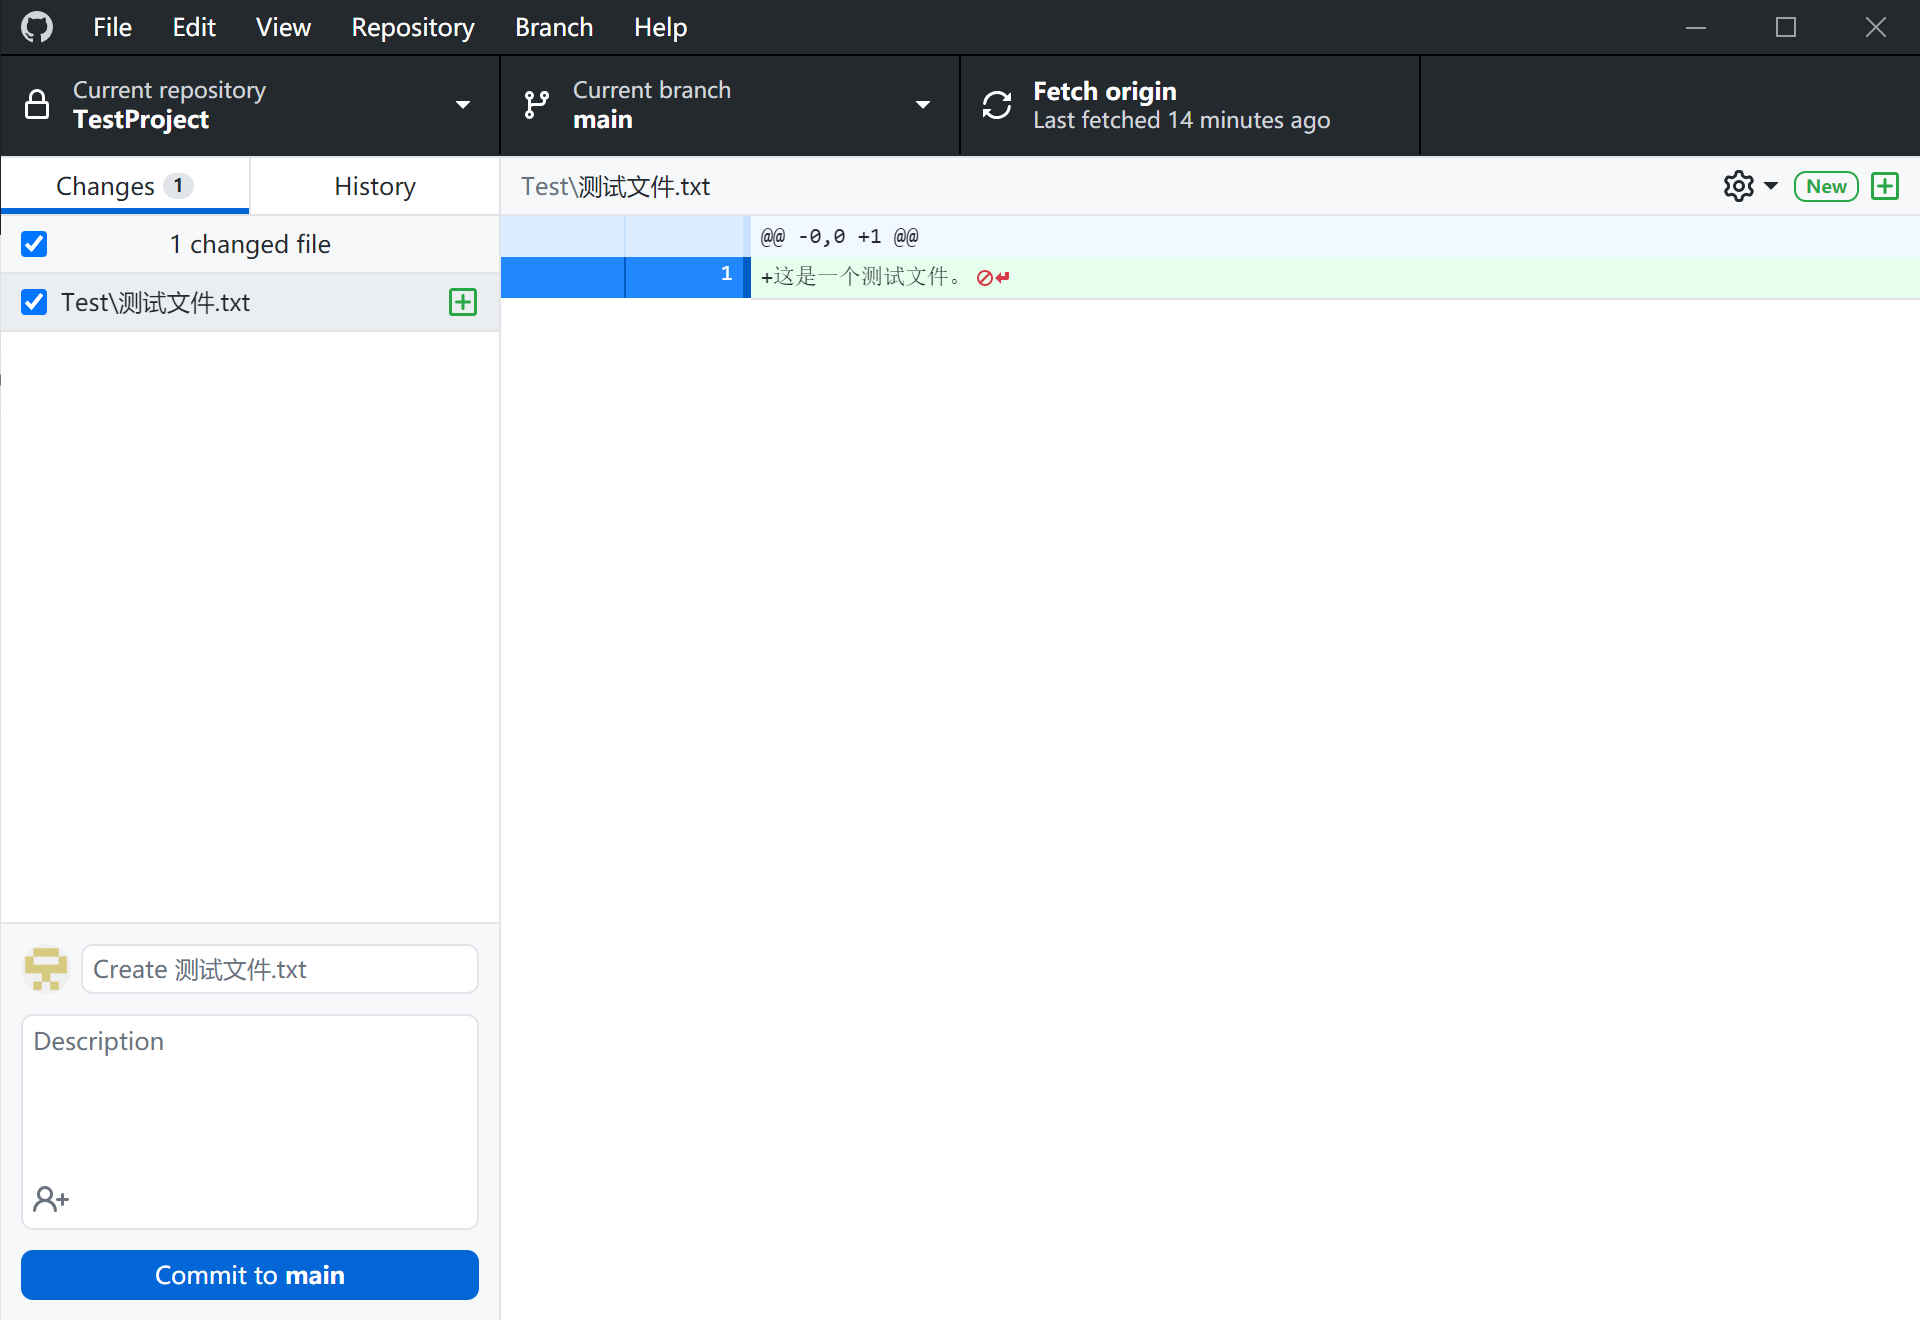 File Edit View Repository Branch Help
Current repository
TestProject
Current branch
main
Fetch origin
Last fetched 14 minutes ago
Changes 1
History
Test\测试文件.txt
New
1 changed file
Test\测试文件.txt
@@ -0,0 +1 @@
1 +这是一个测试文件。
Create 测试文件.txt
Description
Commit to main